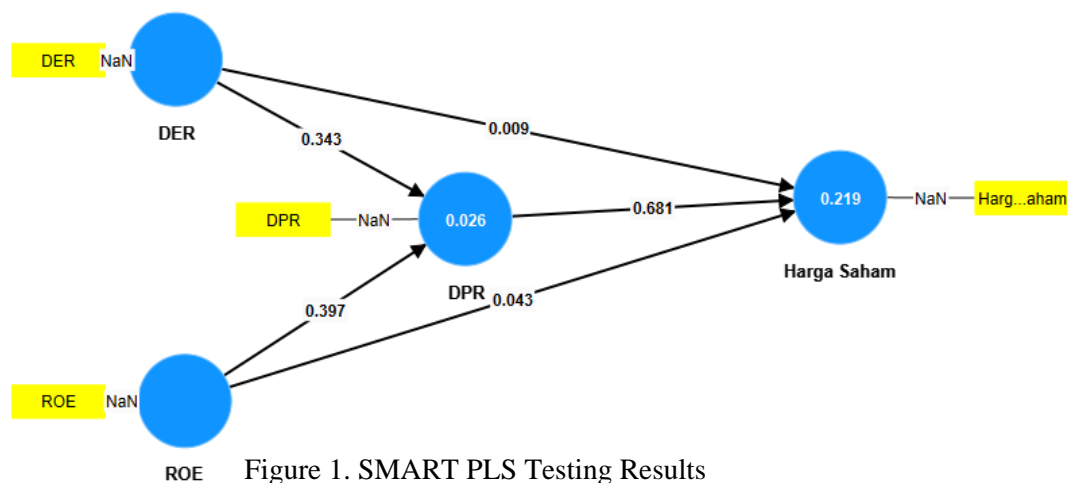 DER NaN
DER
0.009
0.343
DPR NaN 0.026
0.681
0.219 NaN Harg...aham
Harga Saham
DPR
0.043
0.397
ROE NaN
ROE
Figure 1. SMART PLS Testing Results